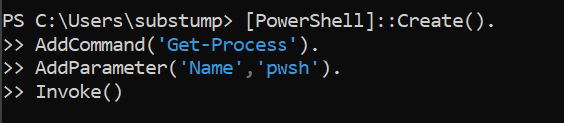 PS C:\Users\substump> [PowerShell]::Create().
>> AddCommand('Get-Process').
>> AddParameter('Name','pwsh').
>> Invoke()